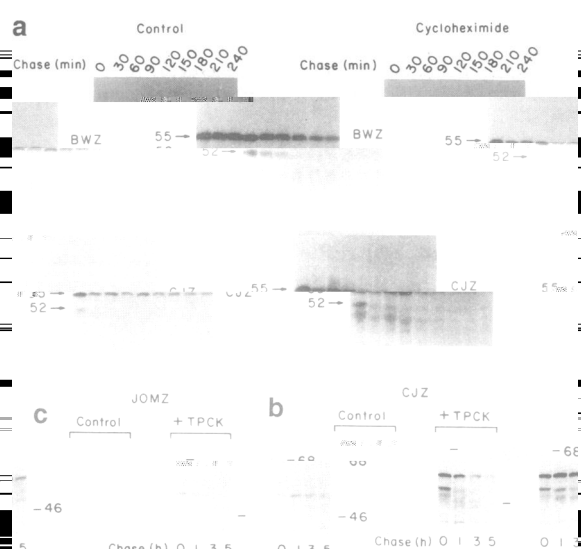 a
Control
Cycloheximide
Chase (min) 0 30 60 90 120 150 180 210 240
Chase (min) 0 30 60 90 120 150 180 210 240
BWZ
55→
52→
BWZ
55→
52→
55→
52→
CJZ
CJZ
55→
52→
CJZ
55
c
JOMZ
Control
+TPCK
b
CJZ
Control
+TPCK
-68
-68
-46
-46
5
Chase (h) 0 1 3 5
0 1 3 5
Chase (h) 0 1 3 5
0 1 3